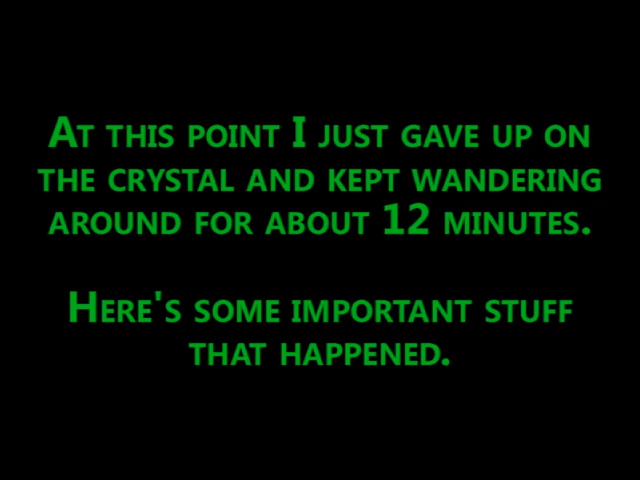 At this point I just gave up on
the crystal and kept wandering
around for about 12 minutes.
Here's some important stuff
that happened.